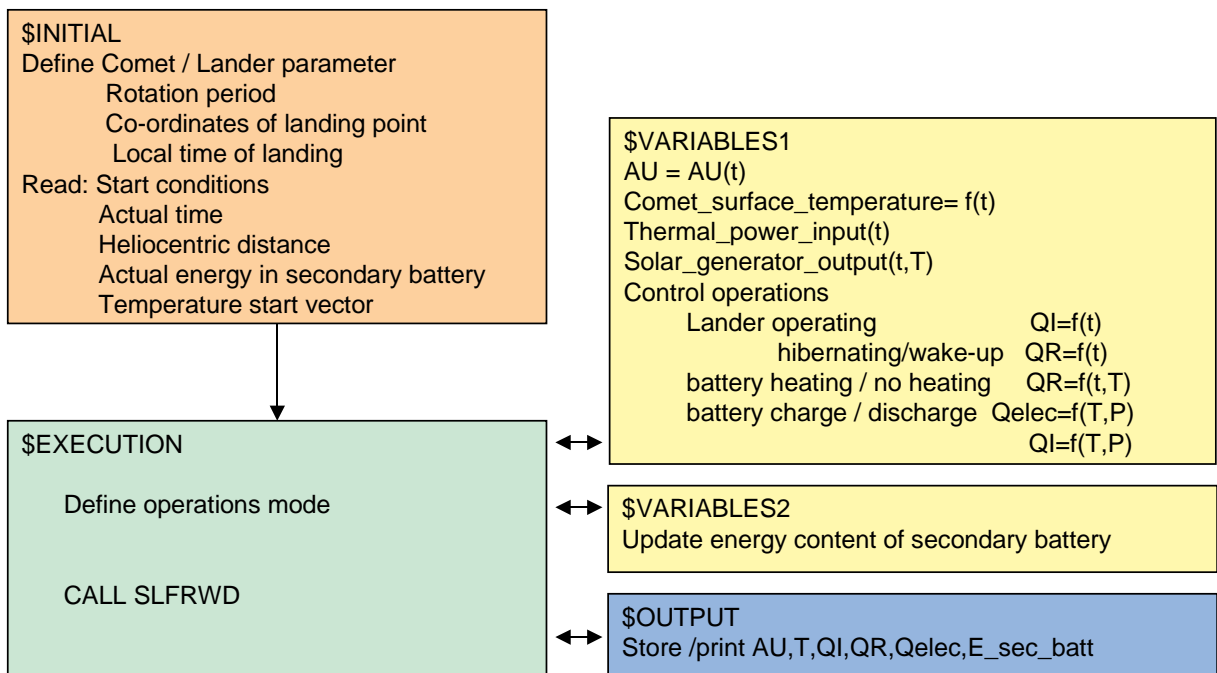 $INITIAL
Define Comet / Lander parameter
Rotation period
Co-ordinates of landing point
Local time of landing
Read: Start conditions
Actual time
Heliocentric distance
Actual energy in secondary battery
Temperature start vector
$EXECUTION
Define operations mode
CALL SLFRWD
$VARIABLES1
AU = AU(t)
Comet_surface_temperature= f(t)
Thermal_power_input(t)
Solar_generator_output(t,T)
Control operations
Lander operating QI=f(t)
hibernating/wake-up QR=f(t)
battery heating / no heating QR=f(t,T)
battery charge / discharge Qelec=f(T,P)
QI=f(T,P)
$VARIABLES2
Update energy content of secondary battery
$OUTPUT
Store /print AU,T,QI,QR,Qelec,E_sec_batt